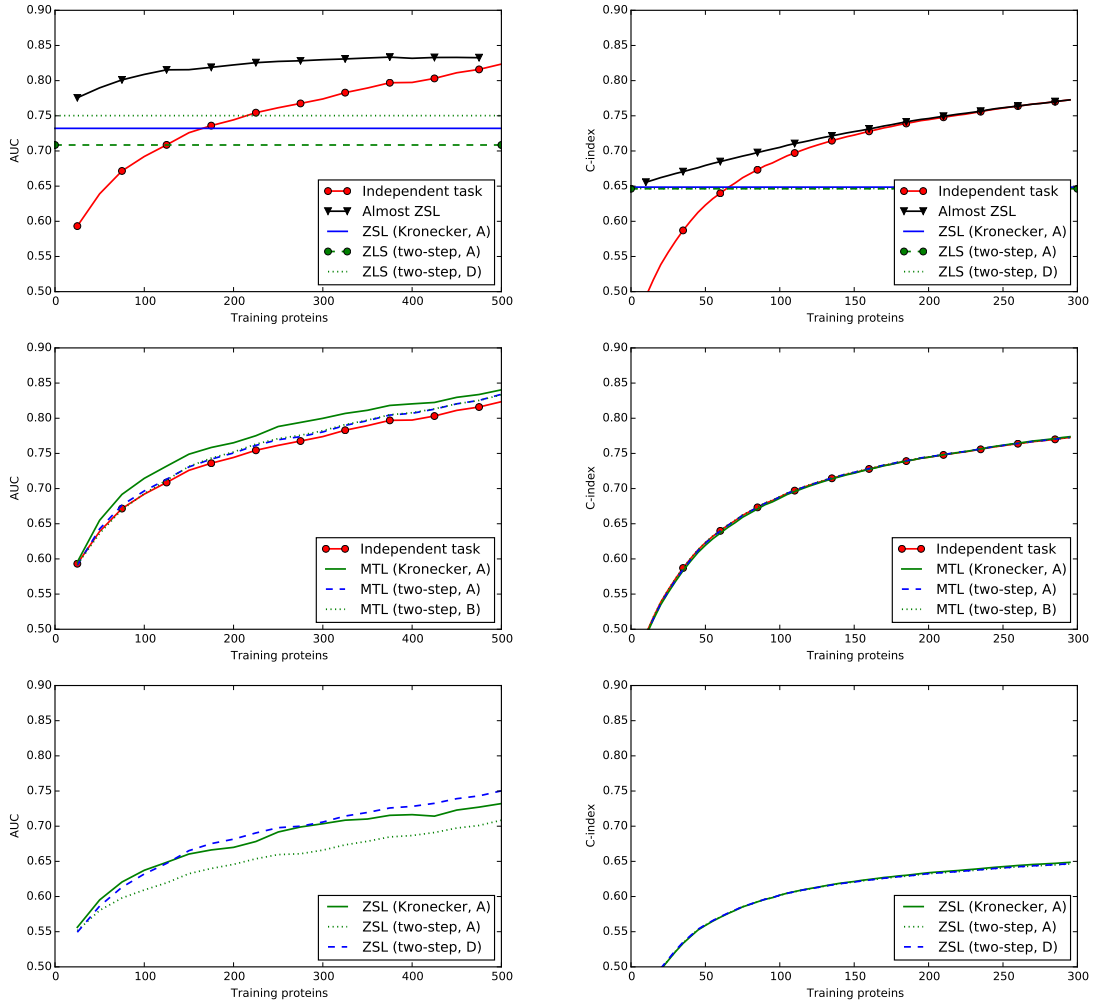 0.90
0.85
0.80
0.75
0.70
0.65
0.60
0.55
0.50
AUC
0
100
200
300
400
500
Training proteins
Independent task
Almost ZSL
ZSL (Kronecker, A)
ZLS (two-step, A)
ZLS (two-step, D)
0.90
0.85
0.80
0.75
0.70
0.65
0.60
0.55
0.50
C-index
0
50
100
150
200
250
300
Training proteins
Independent task
Almost ZSL
ZSL (Kronecker, A)
ZLS (two-step, A)
ZLS (two-step, D)
0.90
0.85
0.80
0.75
0.70
0.65
0.60
0.55
0.50
AUC
0
100
200
300
400
500
Training proteins
Independent task
MTL (Kronecker, A)
MTL (two-step, A)
MTL (two-step, B)
0.90
0.85
0.80
0.75
0.70
0.65
0.60
0.55
0.50
C-index
0
50
100
150
200
250
300
Training proteins
Independent task
MTL (Kronecker, A)
MTL (two-step, A)
MTL (two-step, B)
0.90
0.85
0.80
0.75
0.70
0.65
0.60
0.55
0.50
AUC
0
100
200
300
400
500
Training proteins
ZSL (Kronecker, A)
ZSL (two-step, A)
ZSL (two-step, D)
0.90
0.85
0.80
0.75
0.70
0.65
0.60
0.55
0.50
C-index
0
50
100
150
200
250
300
Training proteins
ZSL (Kronecker, A)
ZSL (two-step, A)
ZSL (two-step, D)